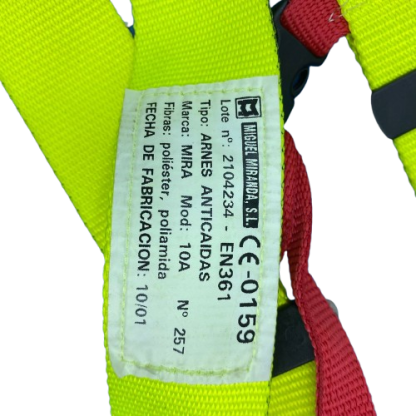 MIGUEL MIRANDA, S.L. CE-0159
Lote nº: 2104234 - EN361
Tipo: ARNES ANTICAIDAS
Marca: MIRA Mod: 10A Nº 257
Fibras: poliéster, poliamida
FECHA DE FABRICACION: 10/01